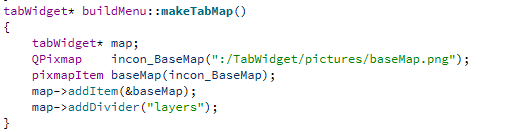 tabWidget* buildMenu::makeTabMap()
{
tabWidget* map;
QPixmap    incon_BaseMap(":/TabWidget/pictures/baseMap.png");
pixmapItem baseMap(incon_BaseMap);
map->addItem(&baseMap);
map->addDivider("layers");
}